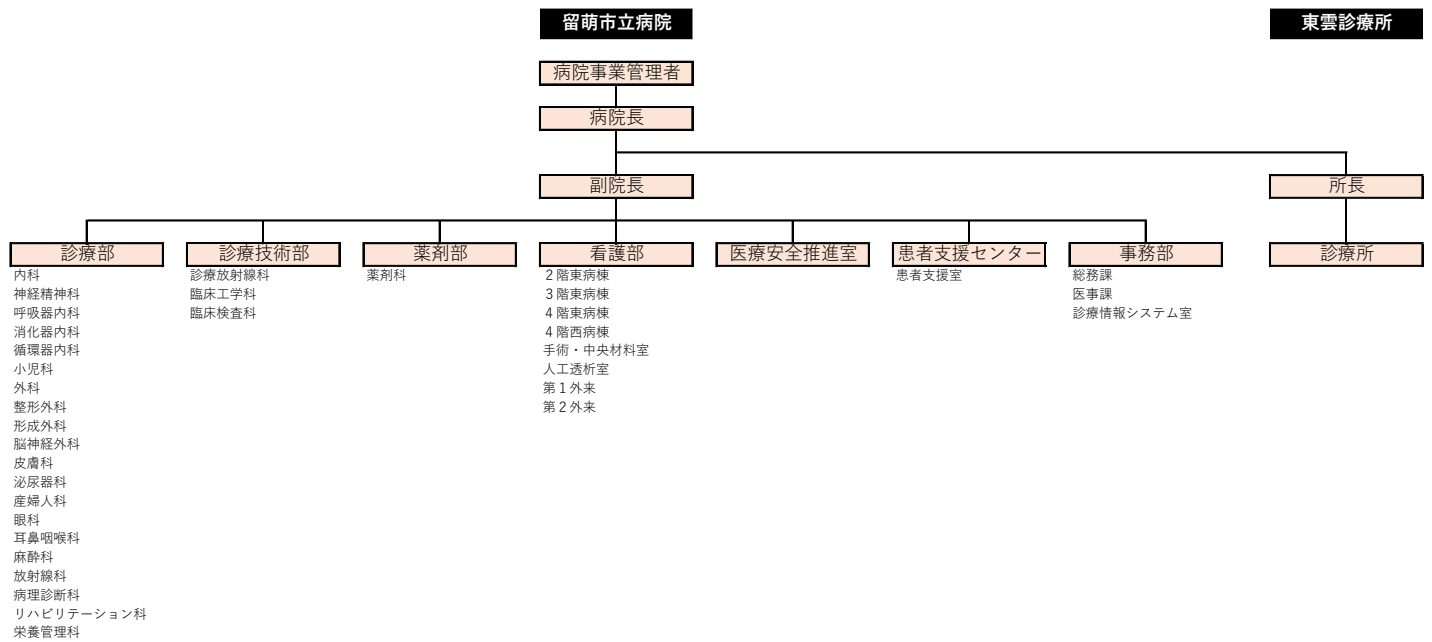 留萌市立病院
東雲診療所
病院事業管理者
病院長
副院長
所長
診療部
診療技術部
薬剤部
看護部
医療安全推進室
患者支援センター
事務部
診療所
内科
神経精神科
呼吸器内科
消化器内科
循環器内科
小児科
外科
整形外科
形成外科
脳神経外科
皮膚科
泌尿器科
産婦人科
眼科
耳鼻咽喉科
麻酔科
放射線科
病理診断科
リハビリテーション科
栄養管理科
診療放射線科
臨床工学科
臨床検査科
薬剤科
2階東病棟
3階東病棟
4階東病棟
4階西病棟
手術・中央材料室
人工透析室
第1外来
第2外来
患者支援室
総務課
医事課
診療情報システム室